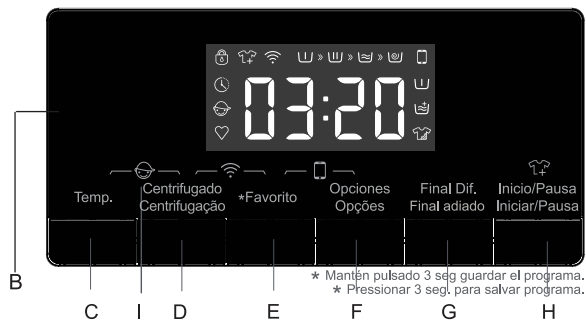 03:20
Temp.
Centrifugado
Centrifugação
*Favorito
Opciones
Opções
Final Dif.
Final adiado
Inicio/Pausa
Iniciar/Pausa
B
* Mantén pulsado 3 seg guardar el programa.
* Pressionar 3 seg. para salvar programa.
C I D E F G H